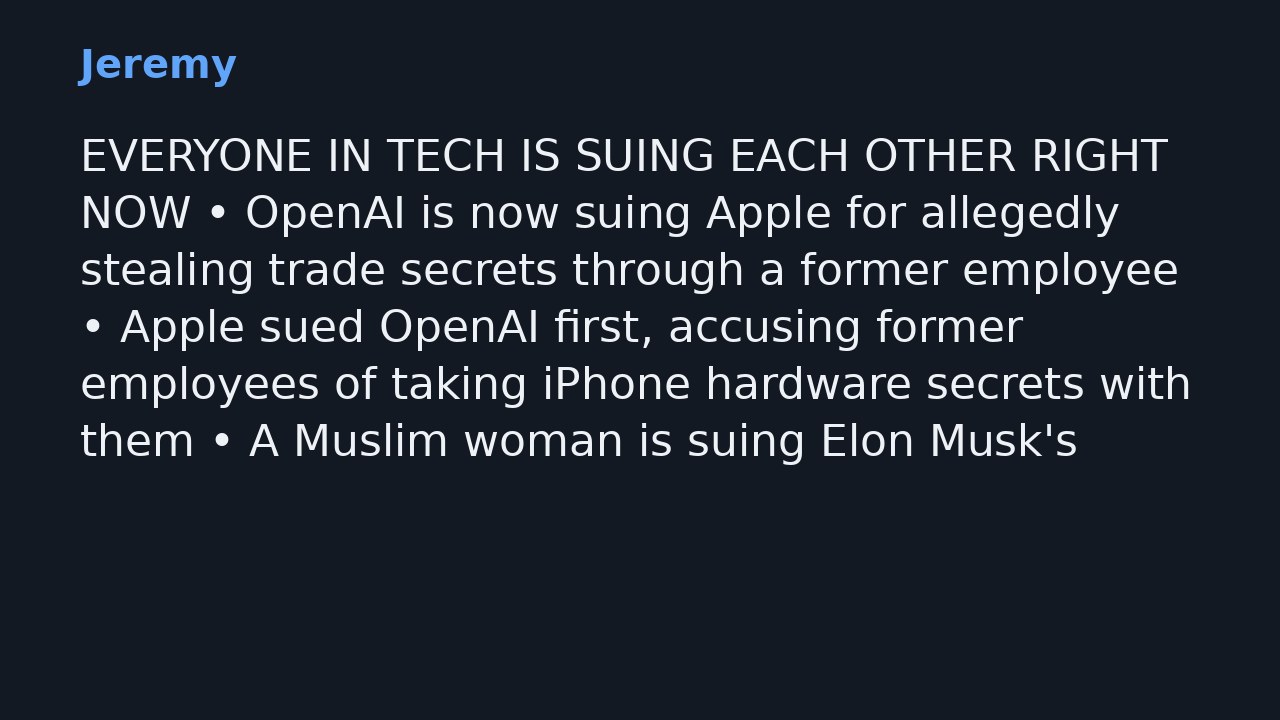 Jeremy
EVERYONE IN TECH IS SUING EACH OTHER RIGHT
NOW • OpenAI is now suing Apple for allegedly
stealing trade secrets through a former employee
• Apple sued OpenAI first, accusing former
employees of taking iPhone hardware secrets with
them • A Muslim woman is suing Elon Musk's